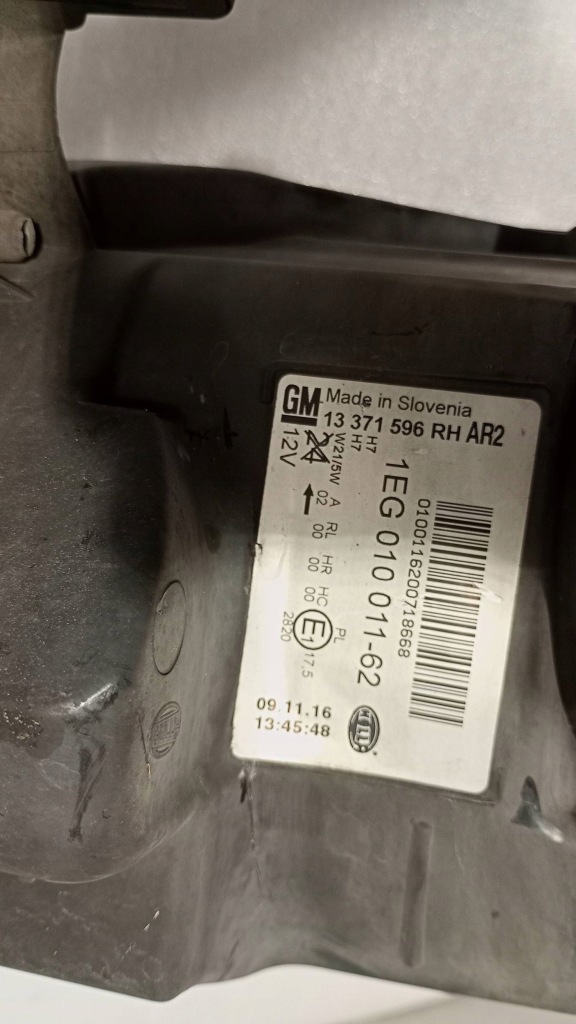 GM Made in Slovenia
13 371 596 RH AR2
12V 24
W21/5W
H7
H7
1EG 010 011-62
0100116200718668
A RL HR HC PL
02 00 00 00
E1 17,5
2820
09.11.16
13:45:48
HELLA
HELLA